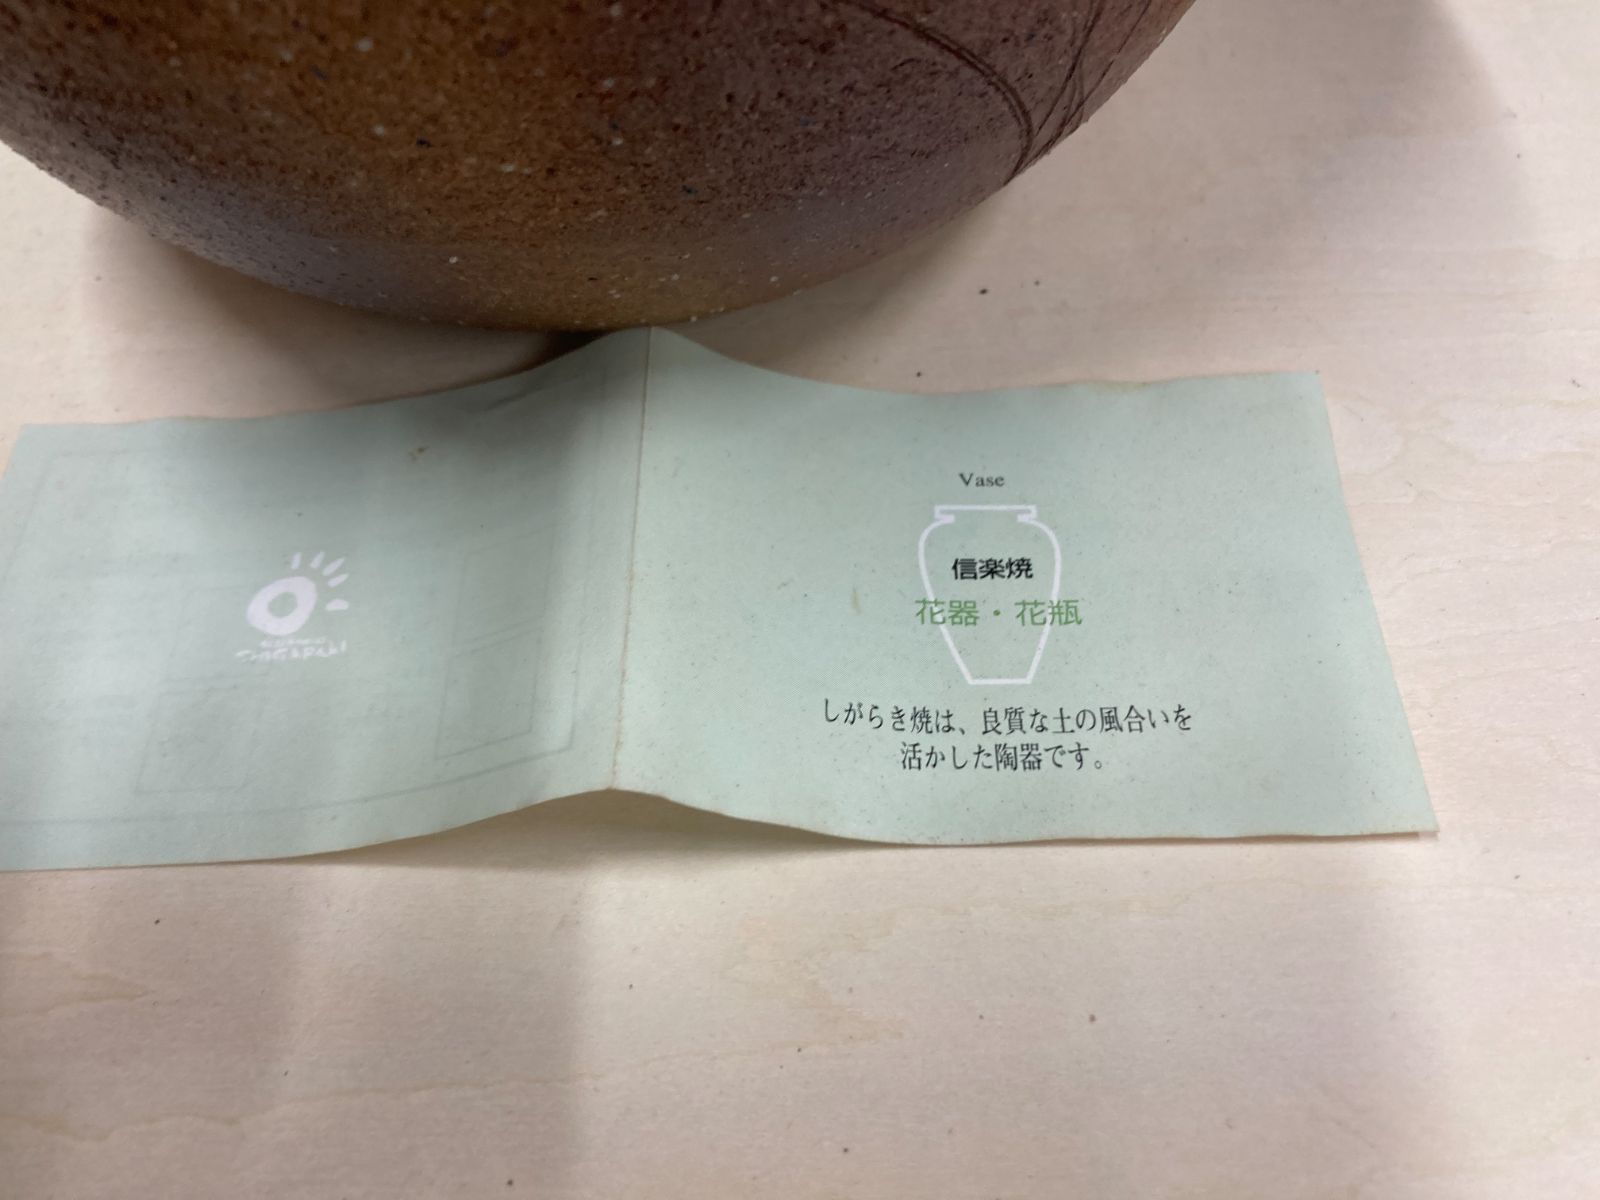 Vase
信楽焼
花器・花瓶
しがらき焼は、良質な土の風合いを
活かした陶器です。